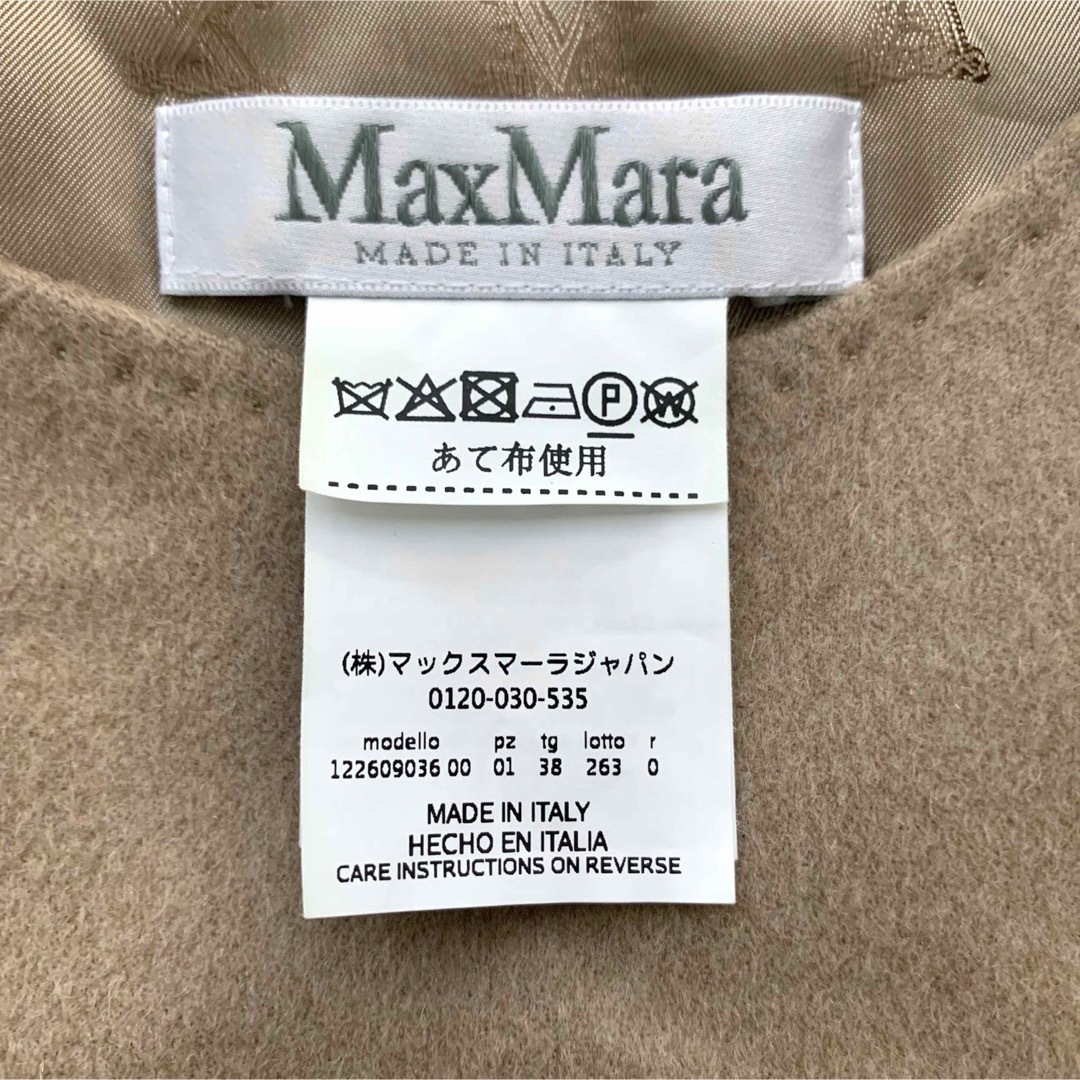 MaxMara
MADE IN ITALY
P W
あて布使用
(株)マックスマーラジャパン
0120-030-535
modello pz tg lotto r
122609036 00 01 38 263 0
MADE IN ITALY
HECHO EN ITALIA
CARE INSTRUCTIONS ON REVERSE